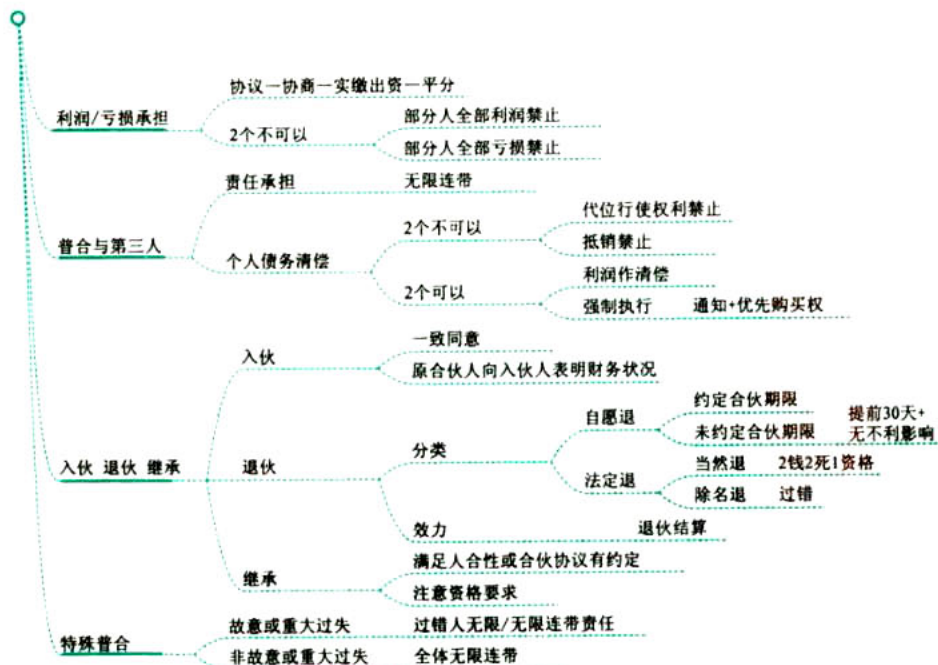 利润/亏损承担
协议一协商一实缴出资一平分
2个不可以
部分人全部利润禁止
部分人全部亏损禁止
普合与第三人
责任承担
无限连带
个人债务清偿
2个不可以
代位行使权利禁止
抵销禁止
2个可以
利润作清偿
强制执行
通知+优先购买权
入伙 退伙 继承
入伙
一致同意
原合伙人向入伙人表明财务状况
退伙
分类
自愿退
约定合伙期限
未约定合伙期限
提前30天+
无不利影响
法定退
当然退
2钱2死1资格
除名退
过错
效力
退伙结算
继承
满足人合性或合伙协议有约定
注意资格要求
特殊普合
故意或重大过失
过错人无限/无限连带责任
非故意或重大过失
全体无限连带